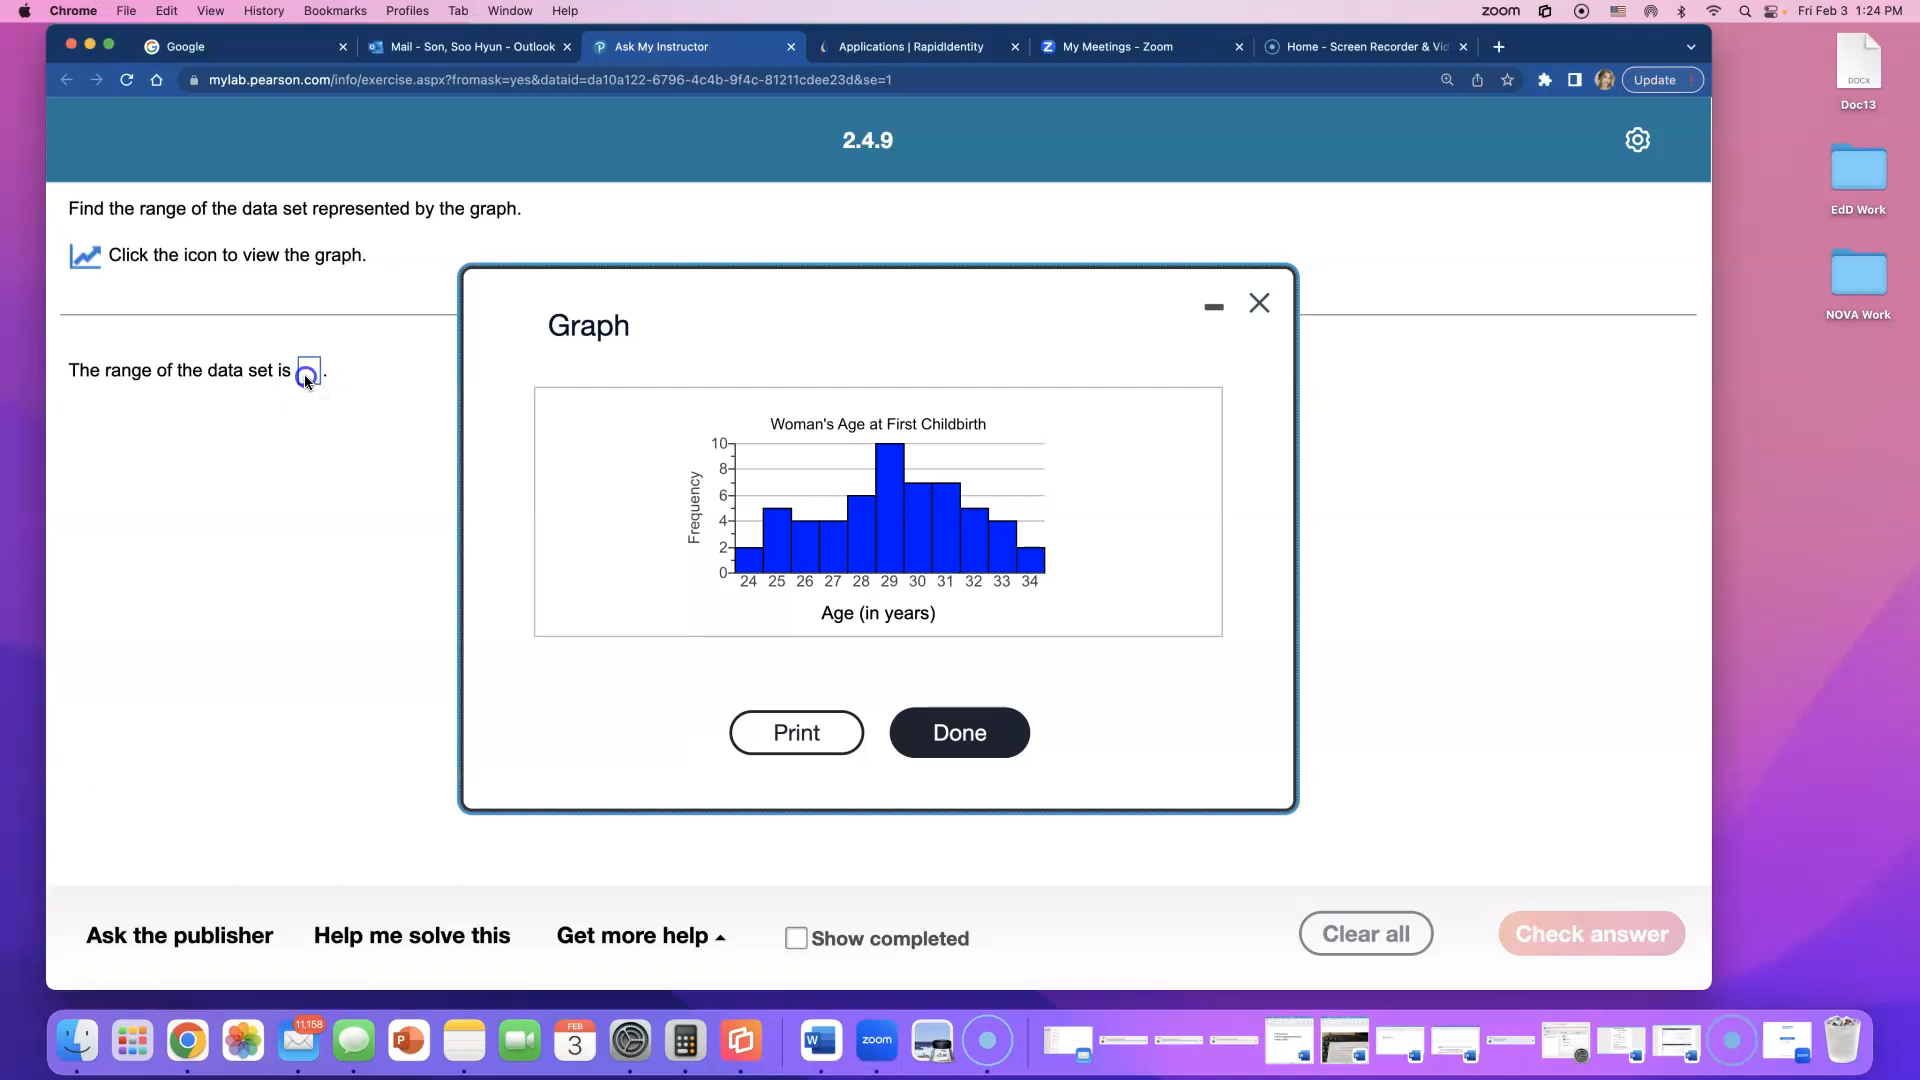 Chrome File Edit View History Bookmarks Profiles Tab Window Help zoom Fri Feb 3 1:24 PM
Google Mail - Son, Soo Hyun - Outlook Ask My Instructor Applications | RapidIdentity My Meetings - Zoom Home - Screen Recorder & Vid
mylab.pearson.com/info/exercise.aspx?fromask=yes&dataid=da10a122-6796-4c4b-9f4c-81211cdee23d&se=1 Update
DOCX
Doc13
2.4.9
EdD Work
NOVA Work
Find the range of the data set represented by the graph.
Click the icon to view the graph.
The range of the data set is .
Graph
Woman's Age at First Childbirth
Frequency
10
8
6
4
2
0
24 25 26 27 28 29 30 31 32 33 34
Age (in years)
Print Done
Ask the publisher Help me solve this Get more help Show completed Clear all Check answer
11,158
FEB
3
zoom